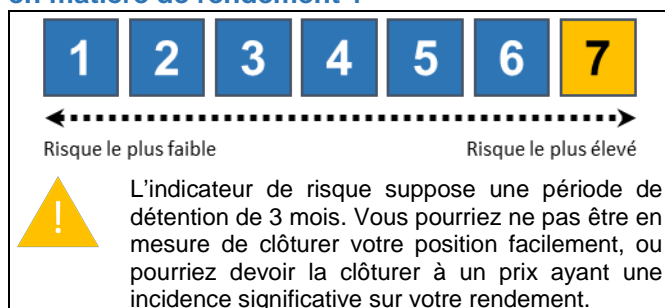 en matière de rendement ?
1 2 3 4 5 6 7
Risque le plus faible Risque le plus élevé
!
L'indicateur de risque suppose une période de
détention de 3 mois. Vous pourriez ne pas être en
mesure de clôturer votre position facilement, ou
pourriez devoir la clôturer à un prix ayant une
incidence significative sur votre rendement.